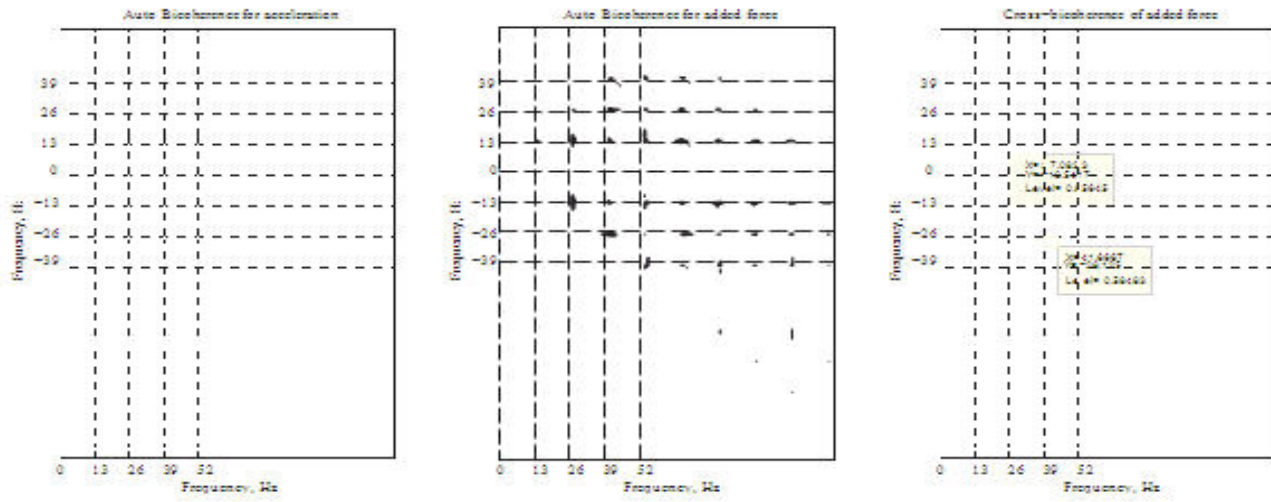 Auto Bicoherence for acceleration
39
26
13
0
-13
-26
-39
Frequency, H
0 13 26 39 52
Frequency, Hz
Auto Bicoherence for added force
39
26
13
0
-13
-26
-39
Frequency, H
0 13 26 39 52
Frequency, Hz
Cross-bicoherence of added force
39
26
13
0
-13
-26
-39
Frequency, H
Level=
Level=
0 13 26 39 52
Frequency, Hz